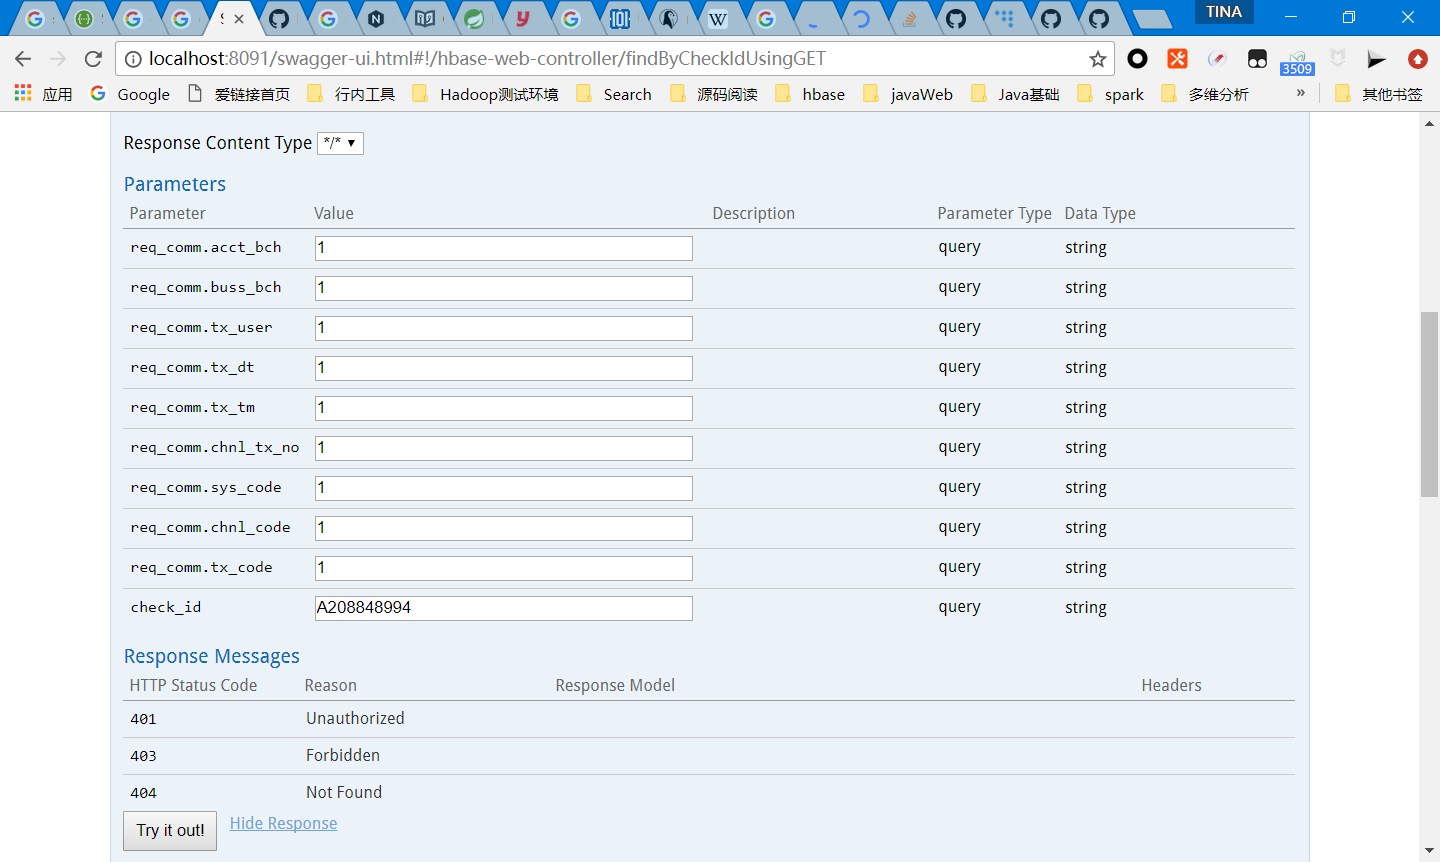 TINA
localhost:8091/swagger-ui.html#!/hbase-web-controller/findByCheckIdUsingGET
3509
应用 Google 爱链接首页 行内工具 Hadoop测试环境 Search 源码阅读 hbase javaWeb Java基础 spark 多维分析 » 其他书签
Response Content Type */*
Parameters
Parameter Value Description Parameter Type Data Type
req_comm.acct_bch 1 query string
req_comm.buss_bch 1 query string
req_comm.tx_user 1 query string
req_comm.tx_dt 1 query string
req_comm.tx_tm 1 query string
req_comm.chnl_tx_no 1 query string
req_comm.sys_code 1 query string
req_comm.chnl_code 1 query string
req_comm.tx_code 1 query string
check_id A208848994 query string
Response Messages
HTTP Status Code Reason Response Model Headers
401 Unauthorized
403 Forbidden
404 Not Found
Try it out! Hide Response